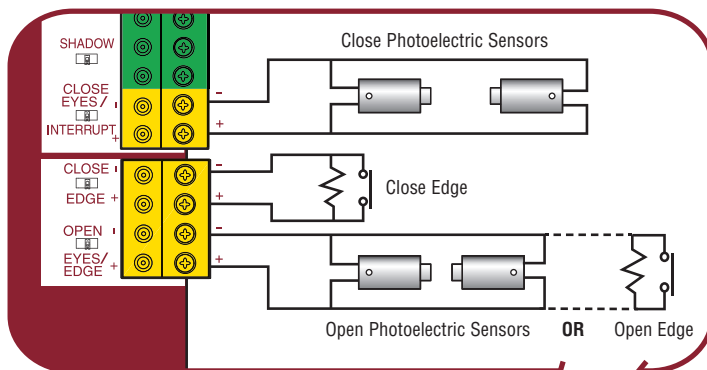 SHADOW
CLOSE
EYES/ -
INTERRUPT +
- +
Close Photoelectric Sensors
CLOSE -
EDGE +
- +
Close Edge
OPEN -
EYES/
EDGE +
- +
Open Photoelectric Sensors
OR
Open Edge